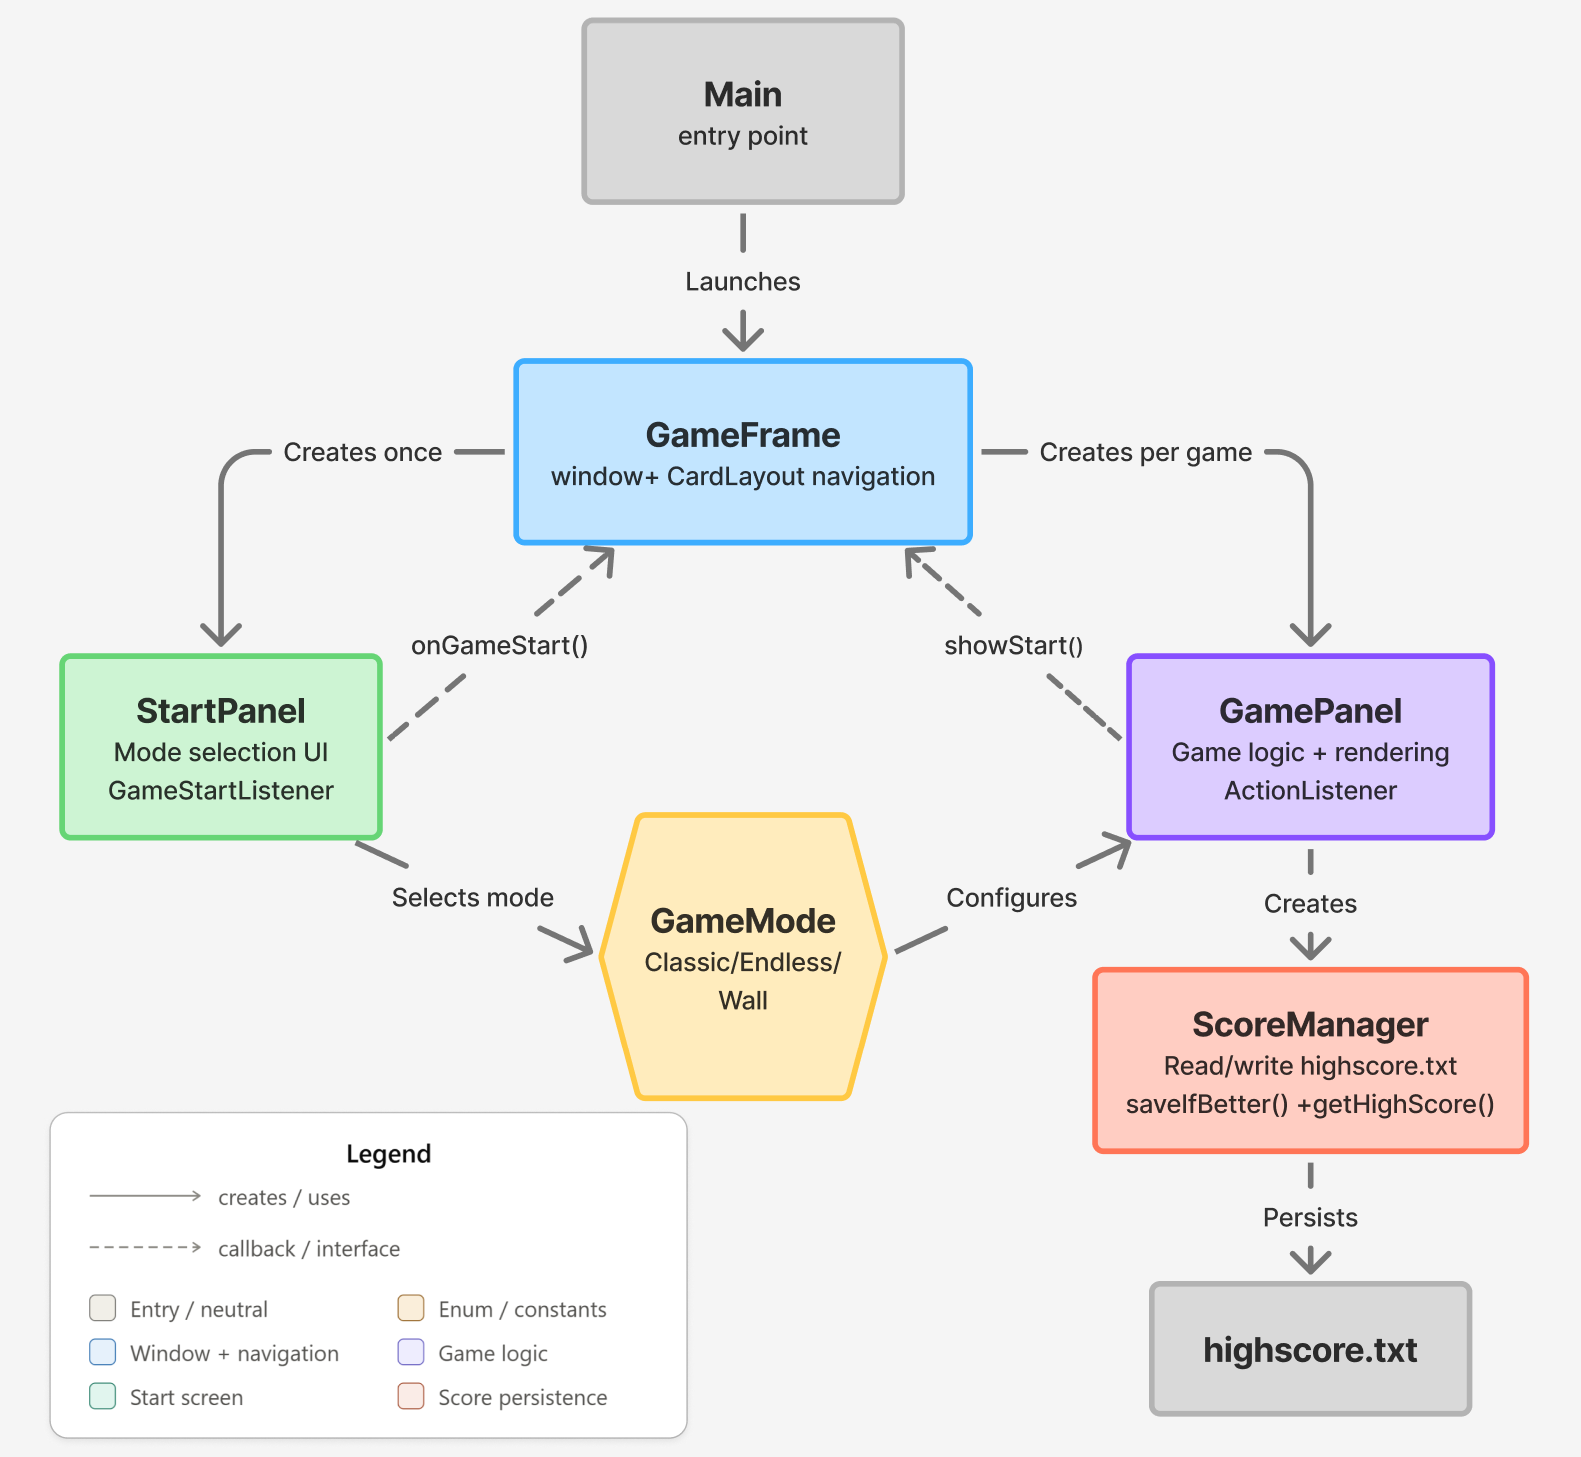 Main
entry point
Launches
GameFrame
window+ CardLayout navigation
Creates once
Creates per game
onGameStart()
showStart()
StartPanel
Mode selection UI
GameStartListener
GamePanel
Game logic + rendering
ActionListener
Selects mode
GameMode
Classic/Endless/
Wall
Configures
Creates
ScoreManager
Read/write highscore.txt
saveIfBetter() +getHighScore()
Persists
highscore.txt
Legend
creates / uses
callback / interface
Entry / neutral
Enum / constants
Window + navigation
Game logic
Start screen
Score persistence